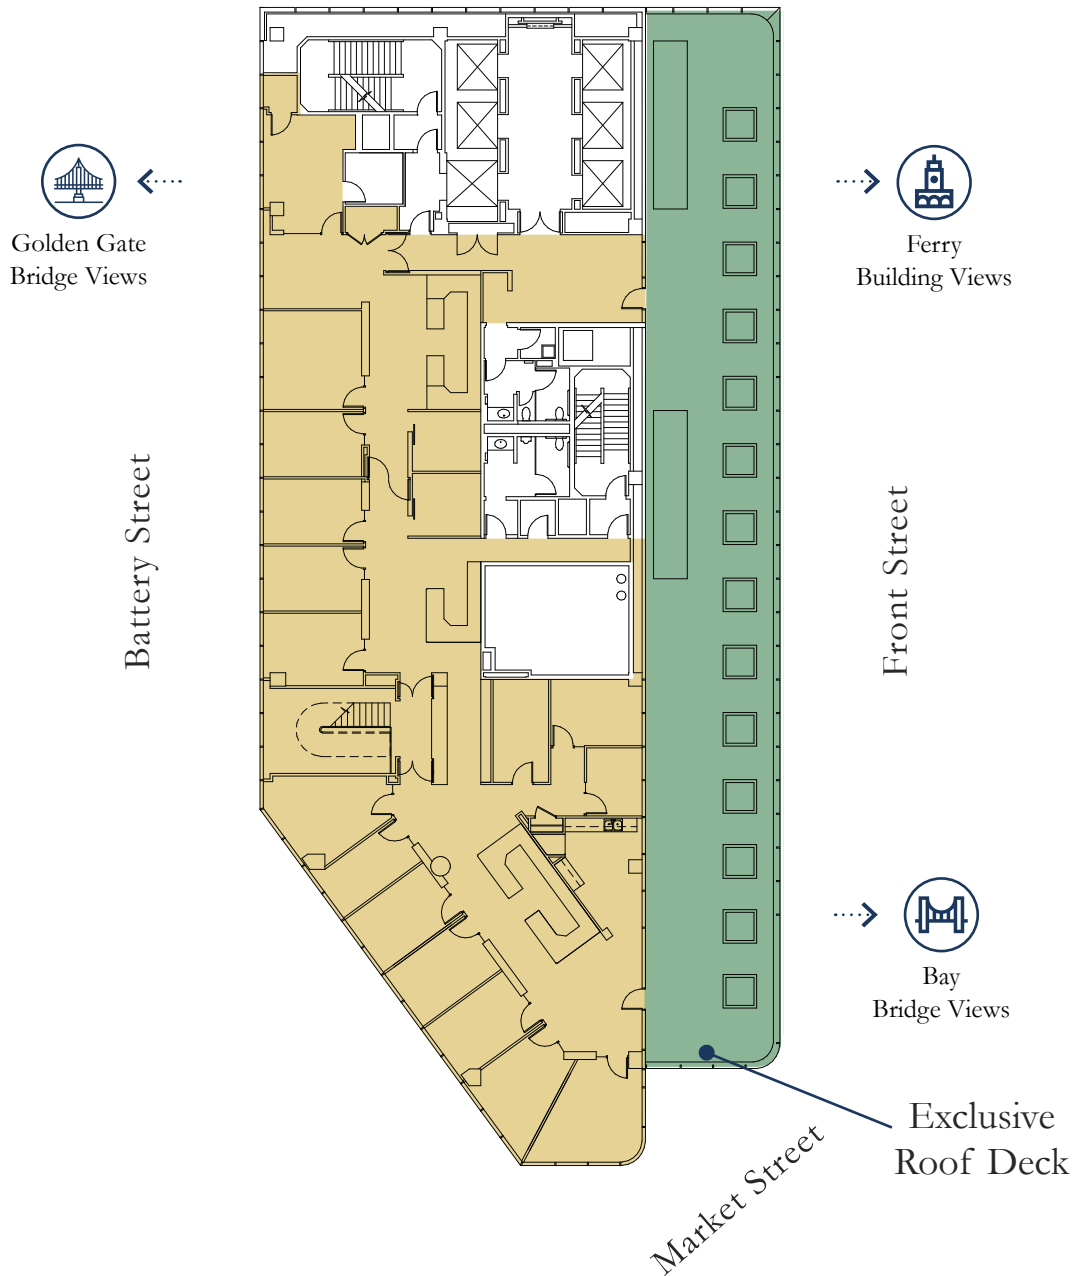 Golden Gate
Bridge Views
Ferry
Building Views
Battery Street
Front Street
Bay
Bridge Views
Exclusive
Roof Deck
Market Street